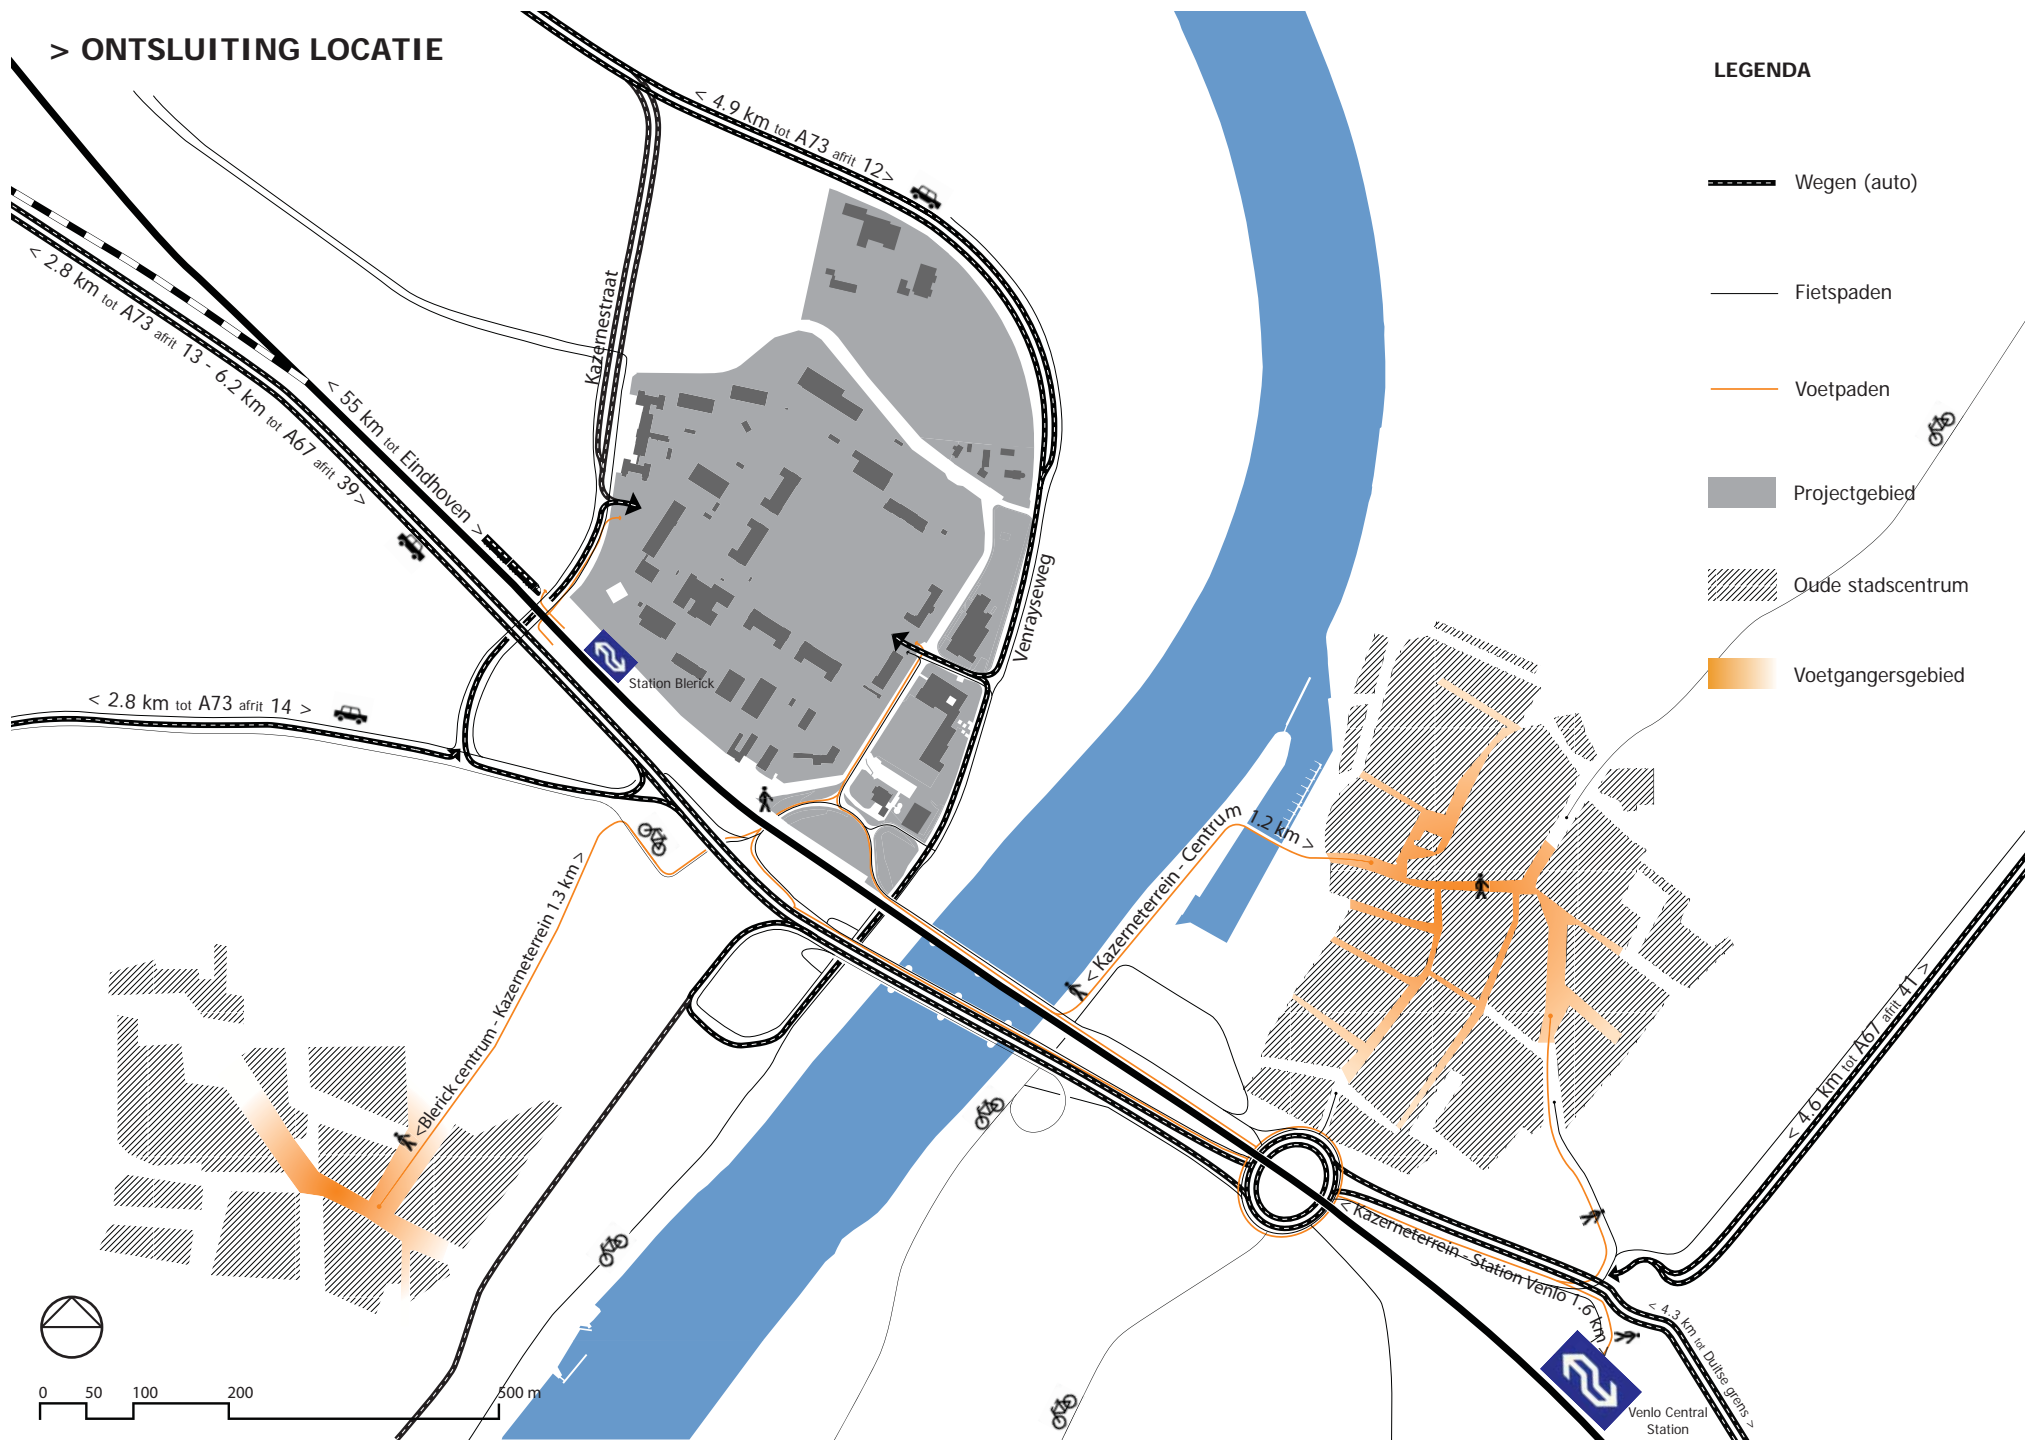 > ONTSLUITING LOCATIE
LEGENDA
Wegen (auto)
Fietspaden
Voetpaden
Projectgebied
Oude stadscentrum
Voetgangersgebied
< 4.9 km tot A73 afrit 12>
< 2.8 km tot A73 afrit 13 - 6.2 km tot A67 afrit 39>
< 55 km tot Eindhoven >
Kazernestraat
Venrayseweg
Station Blerick
< 2.8 km tot A73 afrit 14 >
<Blerick centrum - Kazerneterrein 1.3 km>
< Kazerneterrein - Centrum 1.2 km >
< 4.6 km tot A67 afrit 41 >
< Kazerneterrein - Station Venlo 1.6 km >
< 4.3 km tot Duitse grens >
Venlo Central
Station
0 50 100 200 500 m